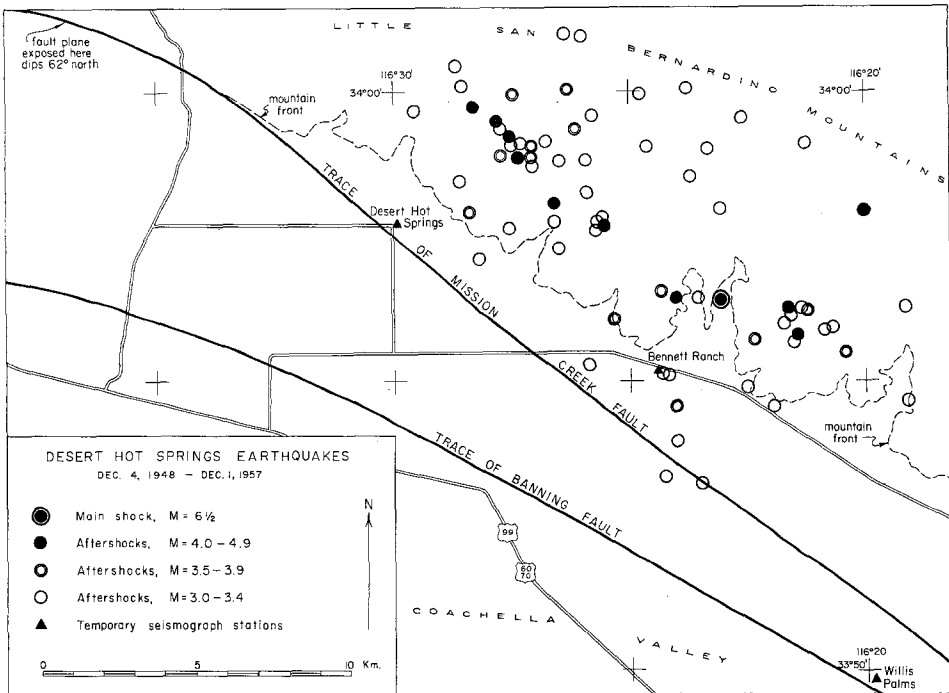 LITTLE SAN BERNARDINO MOUNTAINS
fault plane
exposed here
dips 62° north
116°30'
34°00'
116°20'
34°00'
mountain
front
TRACE OF MISSION CREEK FAULT
Desert Hot
Springs
Bennett Ranch
mountain
front
TRACE OF BANNING FAULT
DESERT HOT SPRINGS EARTHQUAKES
DEC. 4, 1948 — DEC. 1, 1957
Main shock, M = 6½
Aftershocks, M = 4.0 – 4.9
Aftershocks, M = 3.5 – 3.9
Aftershocks, M = 3.0 – 3.4
Temporary seismograph stations
0 5 10 Km.
N
99
60
70
COACHELLA VALLEY
116°20
33°50'
Willis
Palms